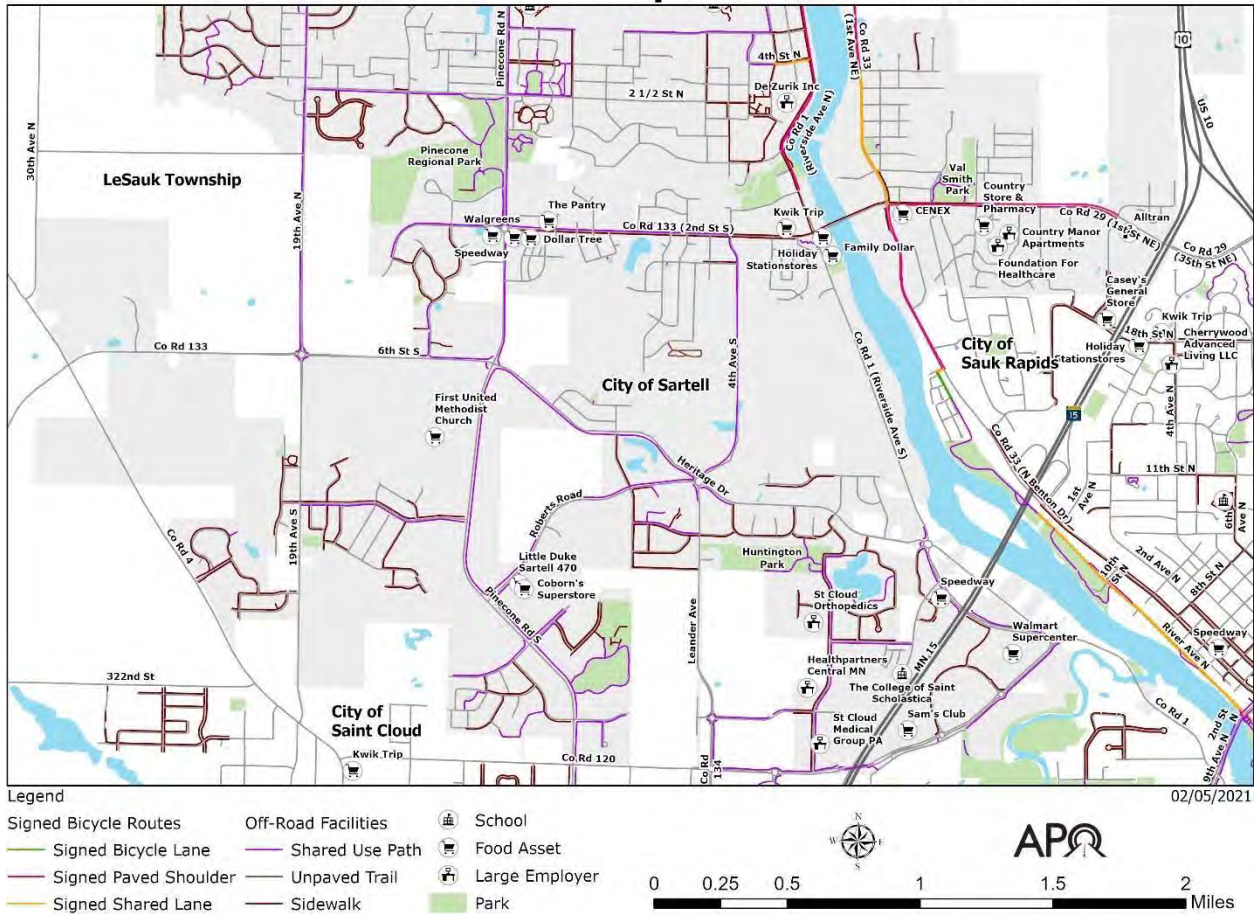 4th St N
Pinecone Rd N
Co Rd 33
(1st Ave NE)
10
US 10
De Zurik Inc
2 1/2 St N
Co Rd 1
(Riverside Ave N)
30th Ave N
LeSauk Township
Pinecone
Regional Park
19th Ave N
Val
Smith
Park
Country
Store &
Pharmacy
Walgreens
The Pantry
Kwik Trip
CENEX
Co Rd 29
(1st St NE)
Alltran
Co Rd 133 (2nd St S)
Speedway
Dollar Tree
Holiday
Stationstores
Family Dollar
Country Manor
Apartments
Foundation For
Healthcare
Co Rd 29
(35th St NE)
Casey's
General
Store
Kwik Trip
18th St N
Cherrywood
Advanced
Living LLC
Holiday
Stationstores
City of
Sauk Rapids
Co Rd 133
6th St S
City of Sartell
4th Ave S
Co Rd 1 (Riverside Ave S)
15
4th Ave N
First United
Methodist
Church
Heritage Dr
Co Rd 33 (N Benton Dr)
1st
Ave N
11th St N
6th
Ave N
Roberts Road
Co Rd 4
19th Ave S
Huntington
Park
10th
St N
2nd Ave N
8th St N
Little Duke
Sartell 470
Coborn's
Superstore
Pinecone Rd S
St Cloud
Orthopedics
Speedway
Walmart
Supercenter
River Ave N
Speedway
Leander Ave
MN 15
Healthpartners
Central MN
The College of Saint
Scholastica
322nd St
City of
Saint Cloud
Kwik Trip
Co Rd 120
Co Rd
134
St Cloud
Medical
Group PA
Sam's Club
Co Rd 1
2nd St
N
9th Ave N
02/05/2021
Legend
Signed Bicycle Routes
Signed Bicycle Lane
Signed Paved Shoulder
Signed Shared Lane
Off-Road Facilities
Shared Use Path
Unpaved Trail
Sidewalk
School
Food Asset
Large Employer
Park
N
W E
S
APO
0 0.25 0.5 1 1.5 2
Miles